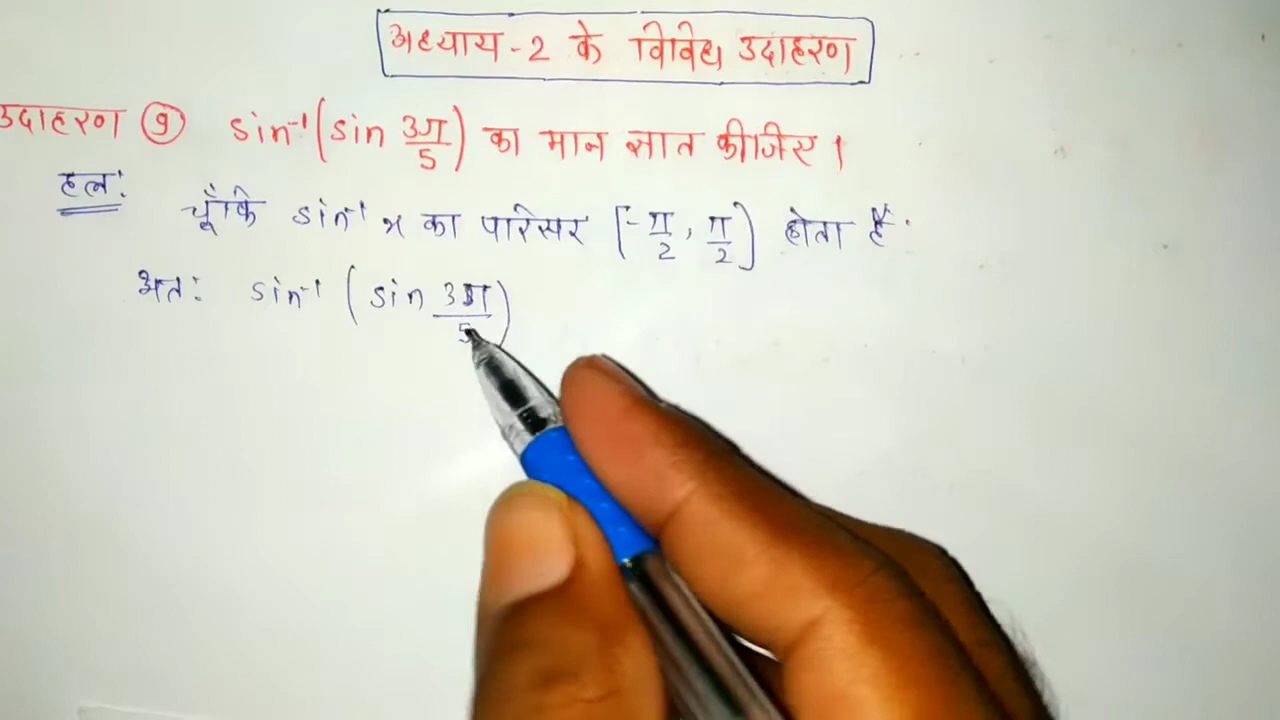 अध्याय-2 के विविध उदाहरण
उदाहरण 9 sin⁻¹(sin 3π/5) का मान ज्ञात कीजिए।
हल:
चूँकि sin⁻¹ x का परिसर [-π/2, π/2] होता है.
अतः sin⁻¹ (sin 3π/5)